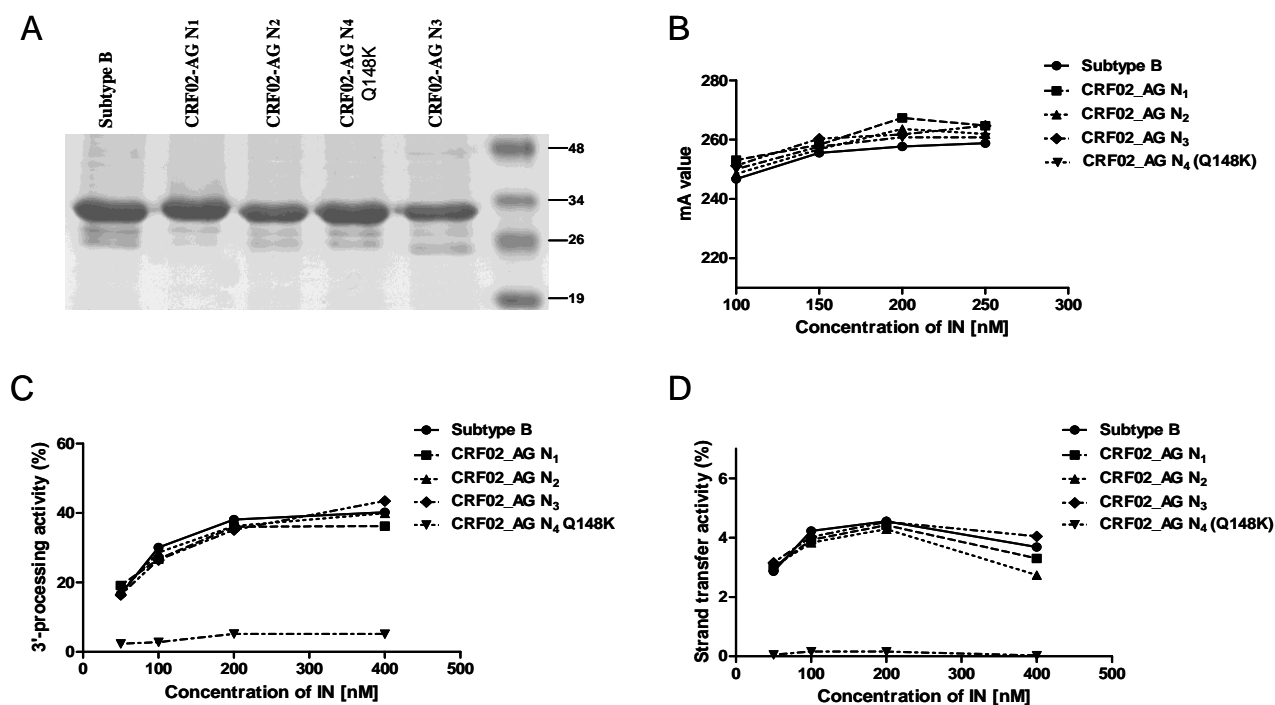 A
Subtype B
CRF02-AG N1
CRF02-AG N2
CRF02-AG N4
Q148K
CRF02-AG N3
48
34
26
19
B
Subtype B
CRF02_AG N1
CRF02_AG N2
CRF02_AG N3
CRF02_AG N4 (Q148K)
mA value
280
260
240
220
100
150
200
250
300
Concentration of IN [nM]
C
Subtype B
CRF02_AG N1
CRF02_AG N2
CRF02_AG N3
CRF02_AG N4 Q148K
3'-processing activity (%)
60
40
20
0
0
100
200
300
400
500
Concentration of IN [nM]
D
Subtype B
CRF02_AG N1
CRF02_AG N2
CRF02_AG N3
CRF02_AG N4 (Q148K)
Strand transfer activity (%)
6
4
2
0
0
100
200
300
400
500
Concentration of IN [nM]